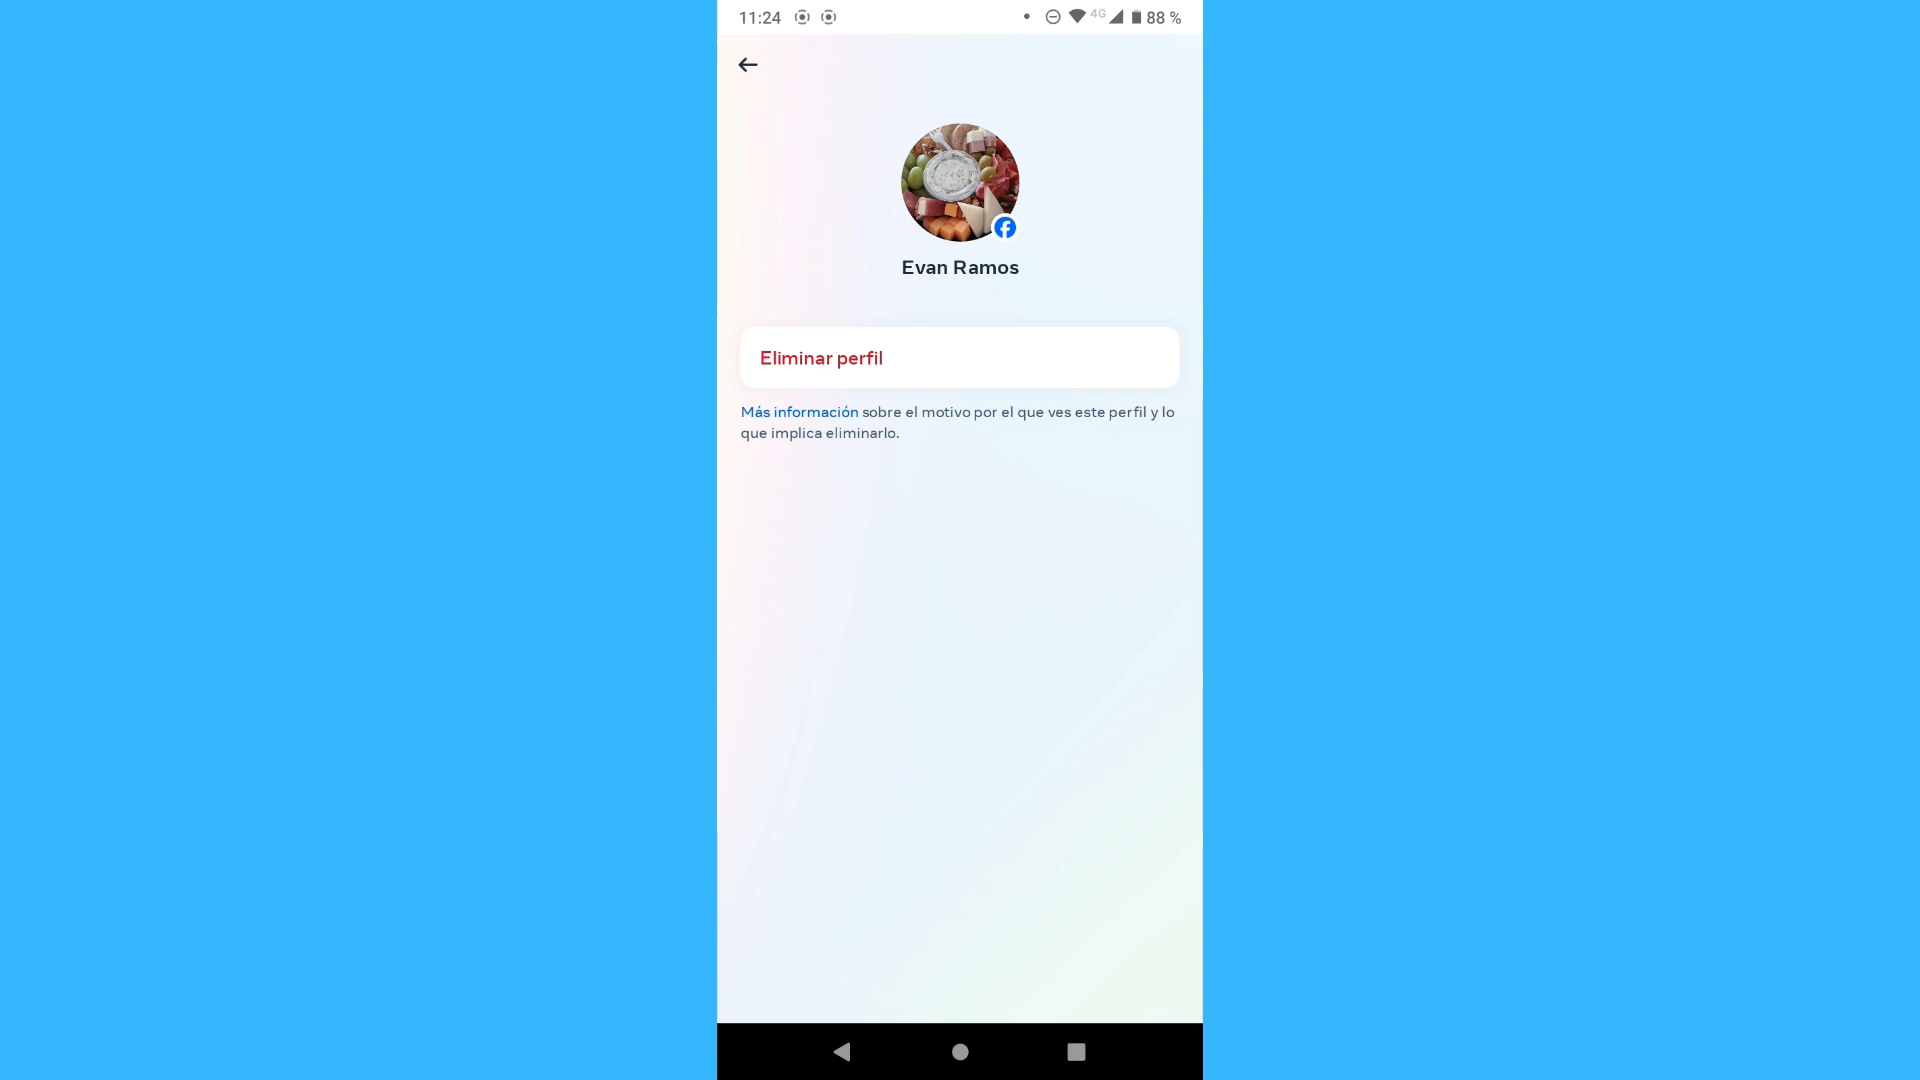 11:24
4G
88 %
Evan Ramos
Eliminar perfil
Más información sobre el motivo por el que ves este perfil y lo
que implica eliminarlo.